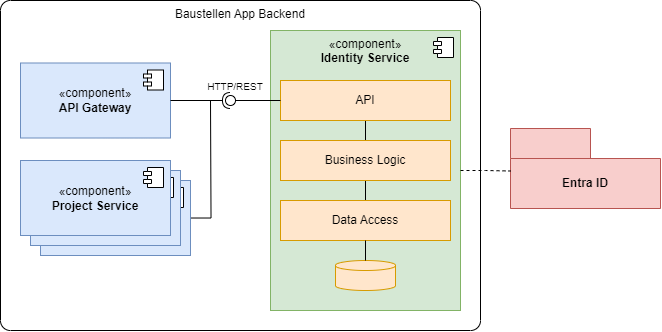 Baustellen App Backend
«component»
Identity Service
«component»
API Gateway
HTTP/REST
API
Business Logic
«component»
Project Service
Data Access
Entra ID